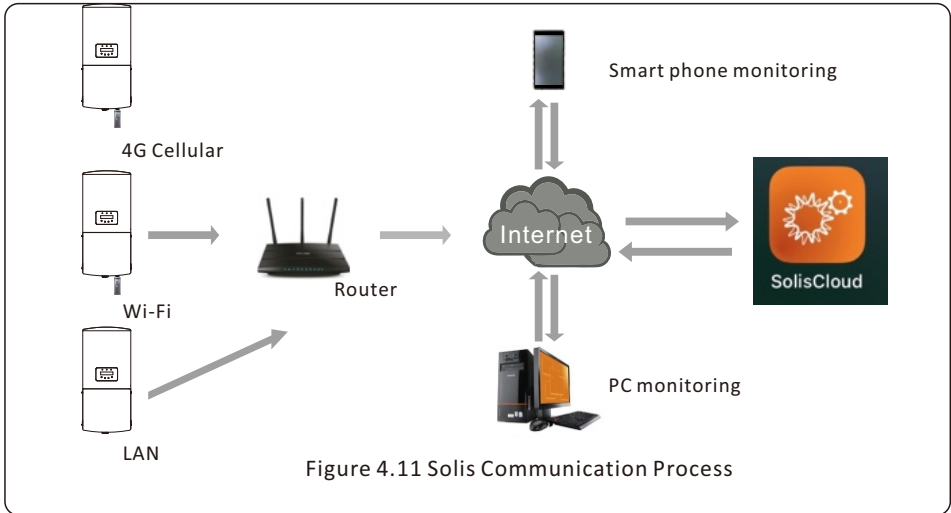 Smart phone monitoring
4G Cellular
Internet
SolisCloud
Router
Wi-Fi
PC monitoring
LAN
Figure 4.11 Solis Communication Process